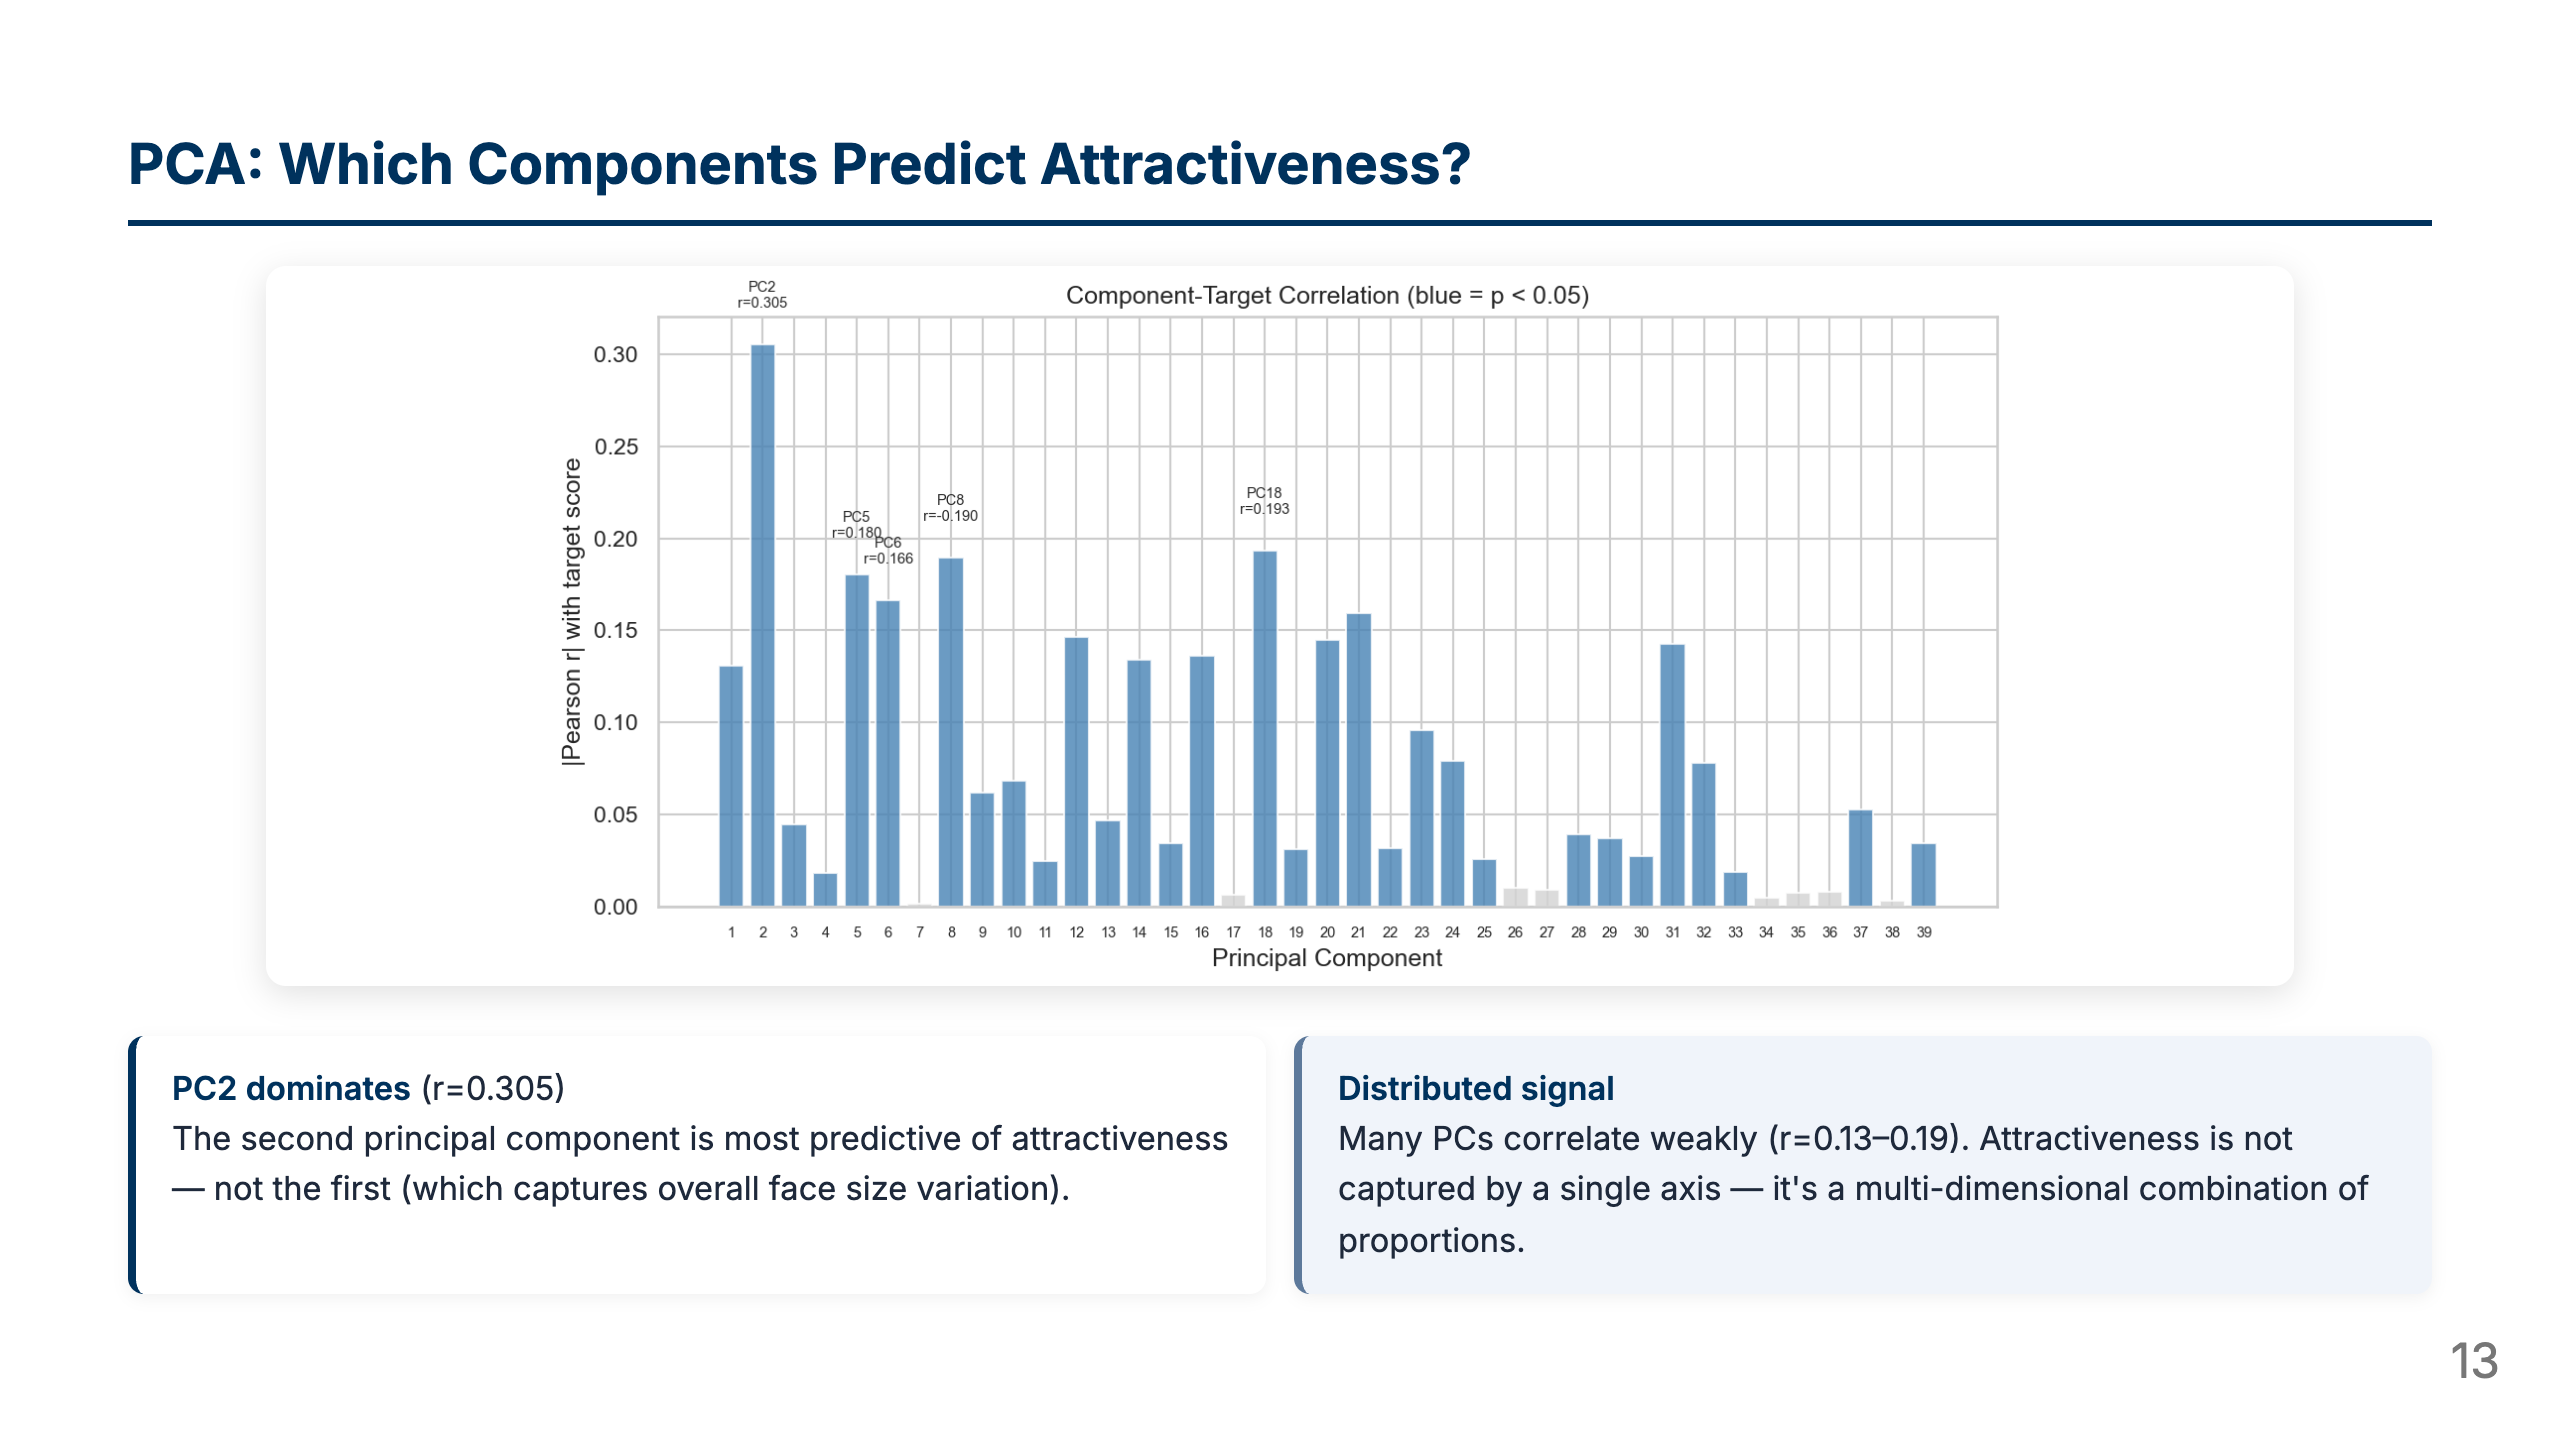 PCA: Which Components Predict Attractiveness?
Component-Target Correlation (blue = p < 0.05)
PC2
r=0.305
PC5
r=0.180
PC6
r=0.166
PC8
r=-0.190
PC18
r=0.193
|Pearson r| with target score
0.30
0.25
0.20
0.15
0.10
0.05
0.00
1 2 3 4 5 6 7 8 9 10 11 12 13 14 15 16 17 18 19 20 21 22 23 24 25 26 27 28 29 30 31 32 33 34 35 36 37 38 39
Principal Component
PC2 dominates (r=0.305)
The second principal component is most predictive of attractiveness
— not the first (which captures overall face size variation).
Distributed signal
Many PCs correlate weakly (r=0.13–0.19). Attractiveness is not
captured by a single axis — it's a multi-dimensional combination of
proportions.
13